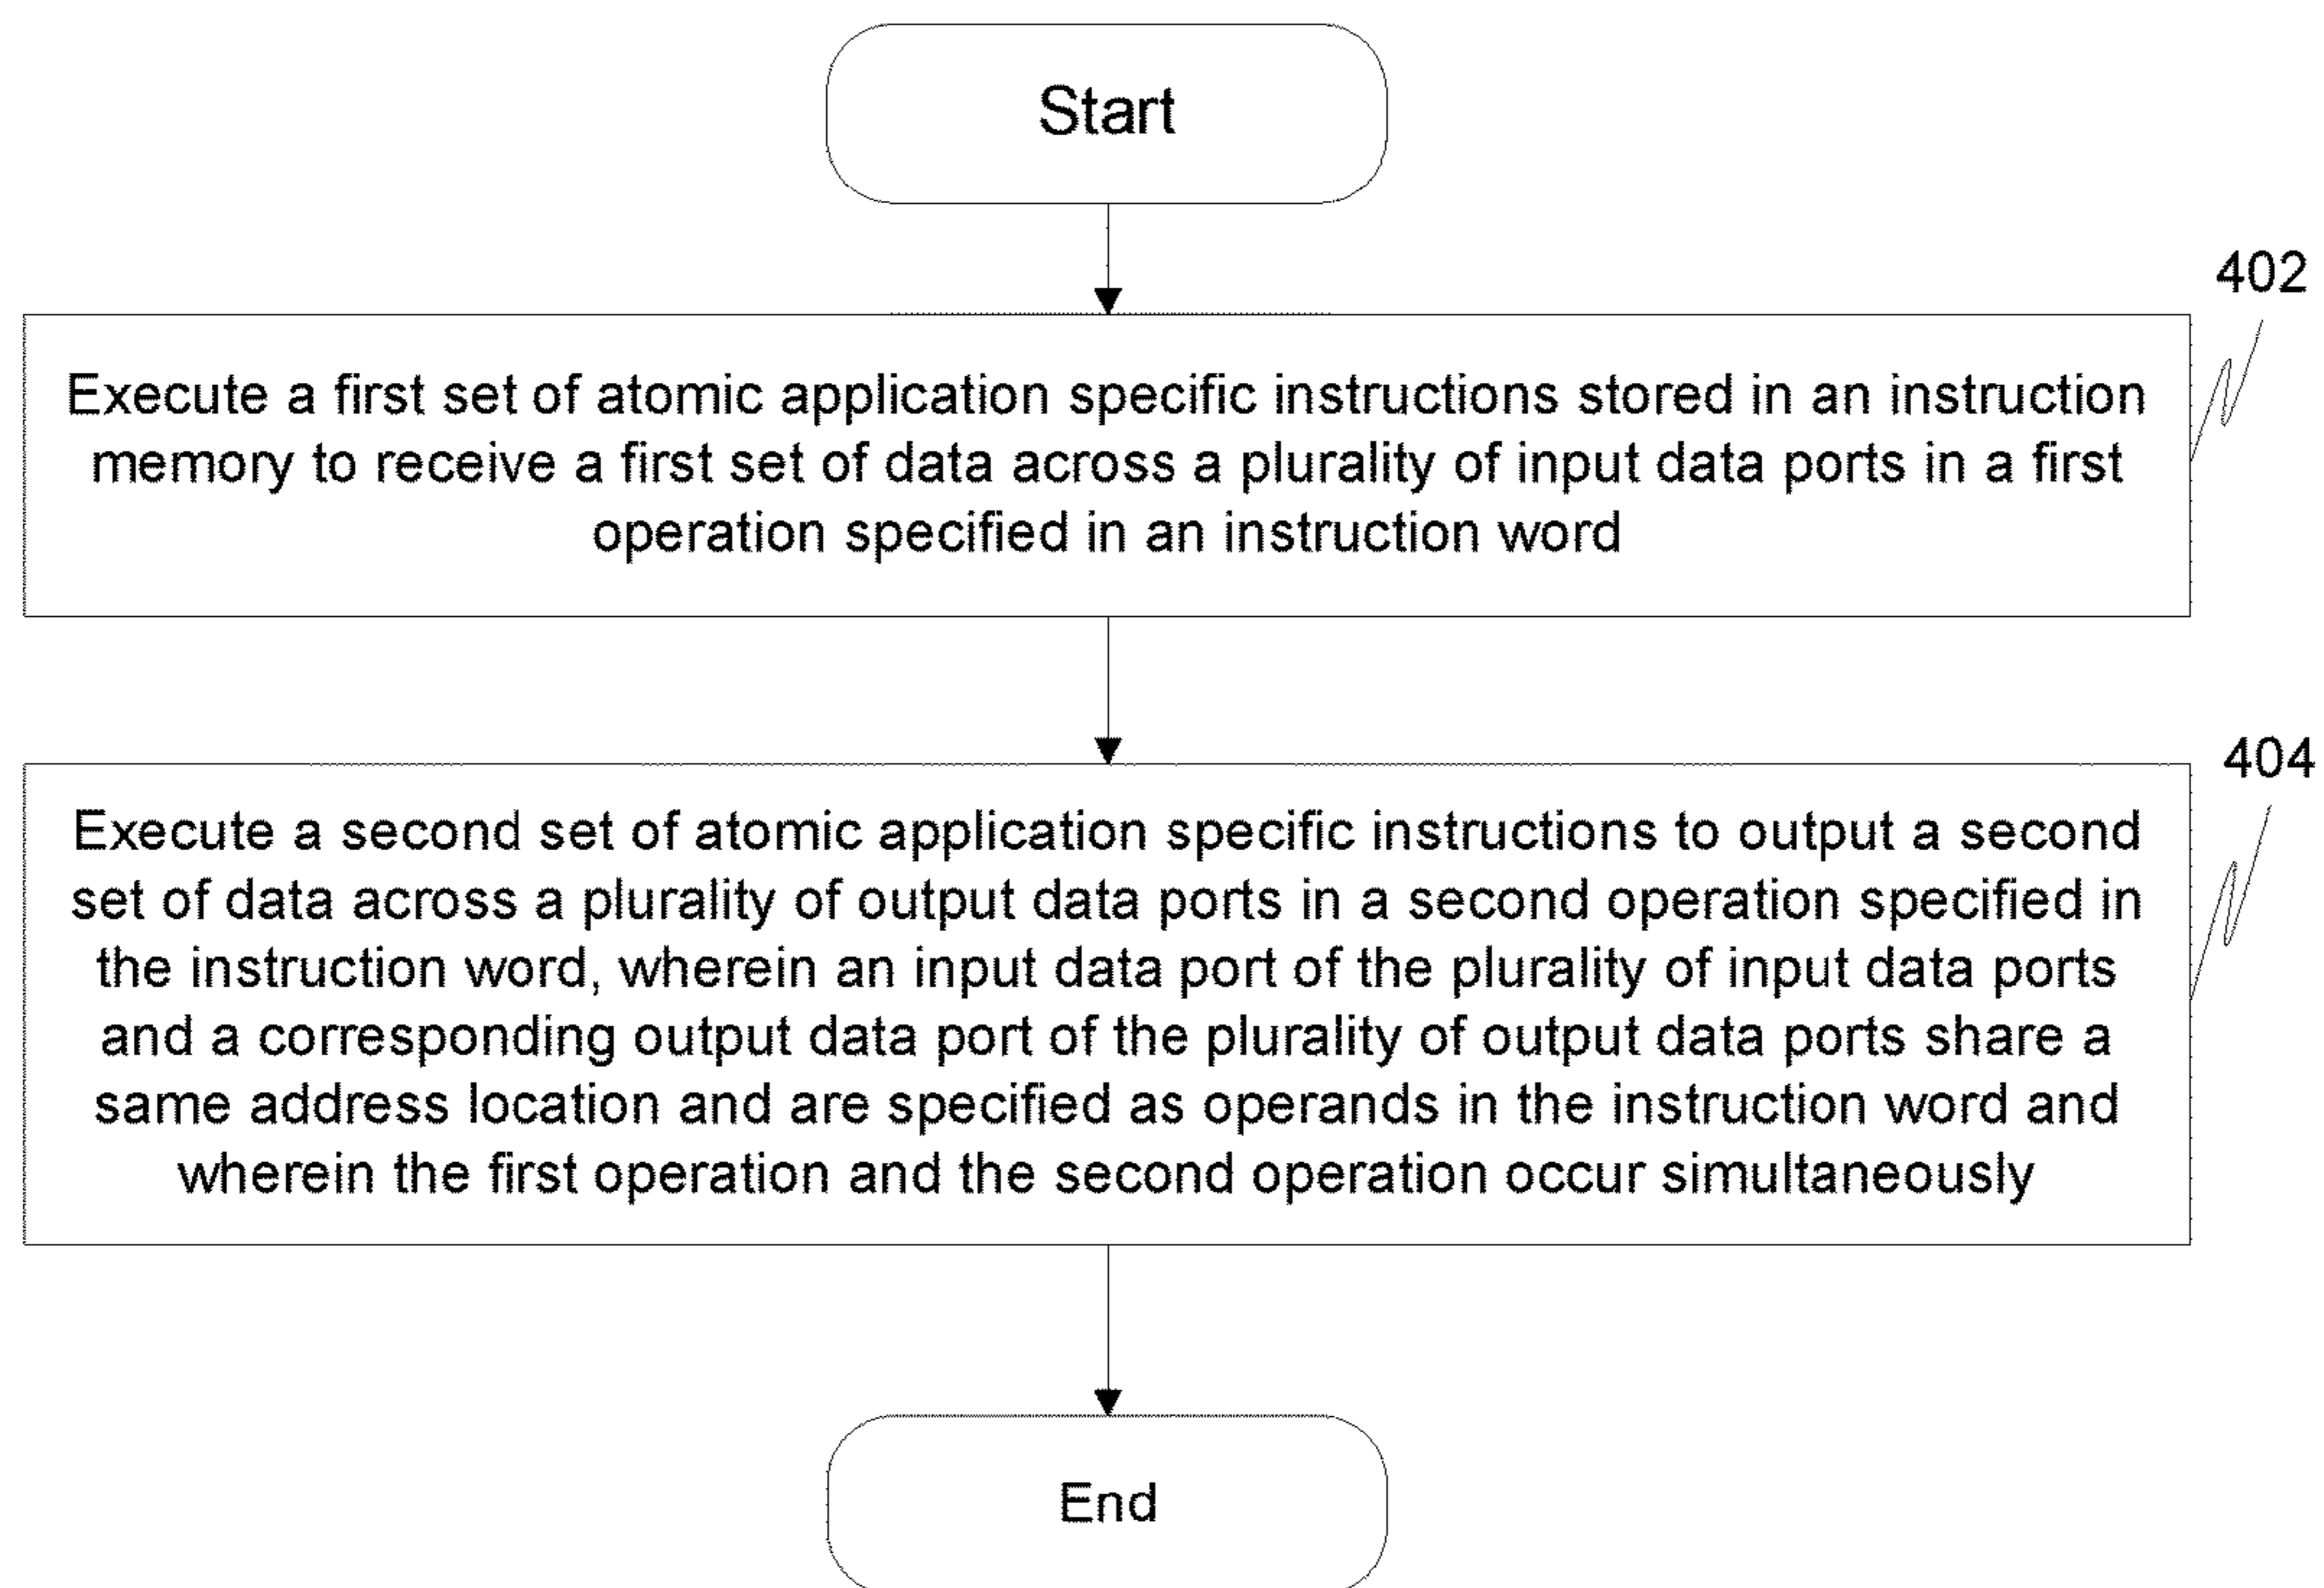 Start
402
Execute a first set of atomic application specific instructions stored in an instruction
memory to receive a first set of data across a plurality of input data ports in a first
operation specified in an instruction word
404
Execute a second set of atomic application specific instructions to output a second
set of data across a plurality of output data ports in a second operation specified in
the instruction word, wherein an input data port of the plurality of input data ports
and a corresponding output data port of the plurality of output data ports share a
same address location and are specified as operands in the instruction word and
wherein the first operation and the second operation occur simultaneously
End